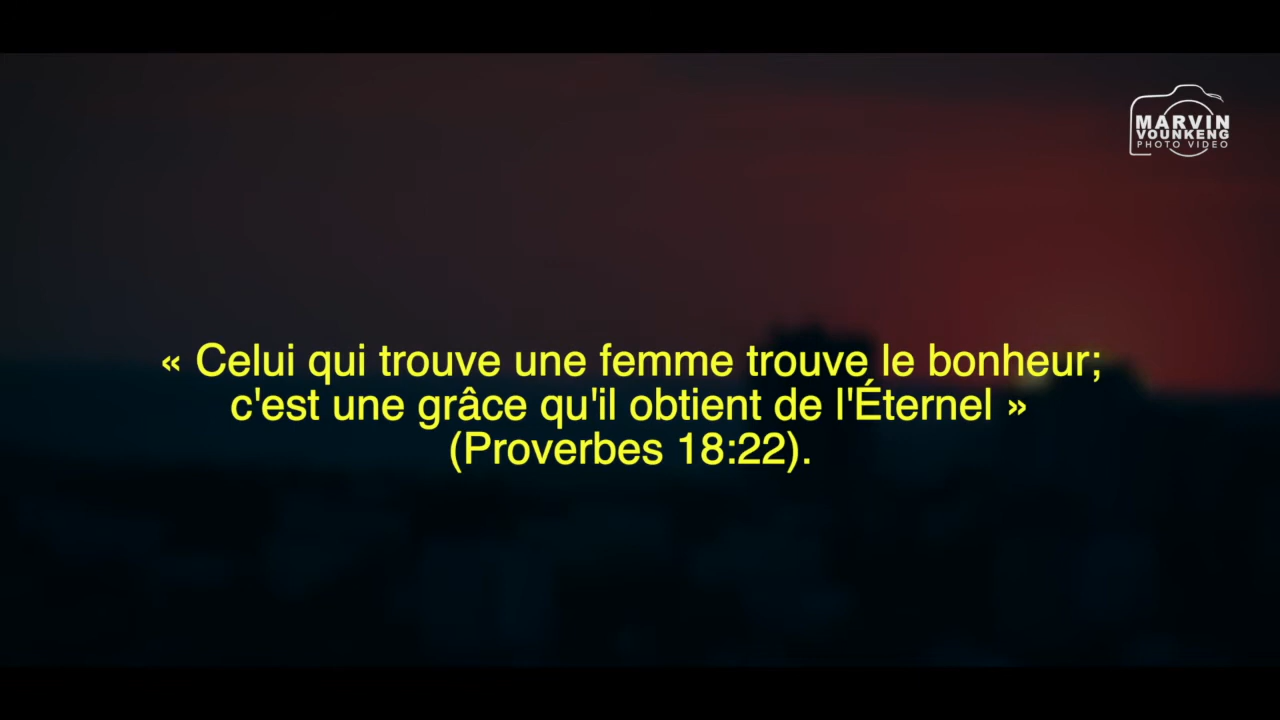 MARVIN
VOUNKENG
PHOTO VIDEO
« Celui qui trouve une femme trouve le bonheur;
c'est une grâce qu'il obtient de l'Éternel »
(Proverbes 18:22).